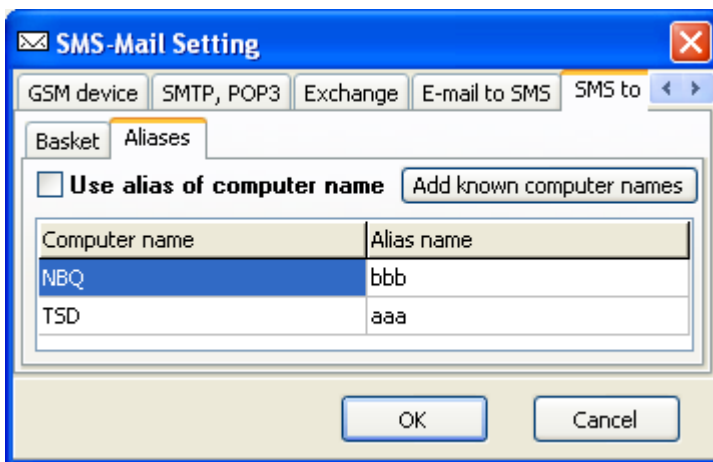 SMS-Mail Setting
GSM device SMTP, POP3 Exchange E-mail to SMS SMS to
Basket Aliases
Use alias of computer name Add known computer names
Computer name Alias name
NBQ bbb
TSD aaa
OK Cancel